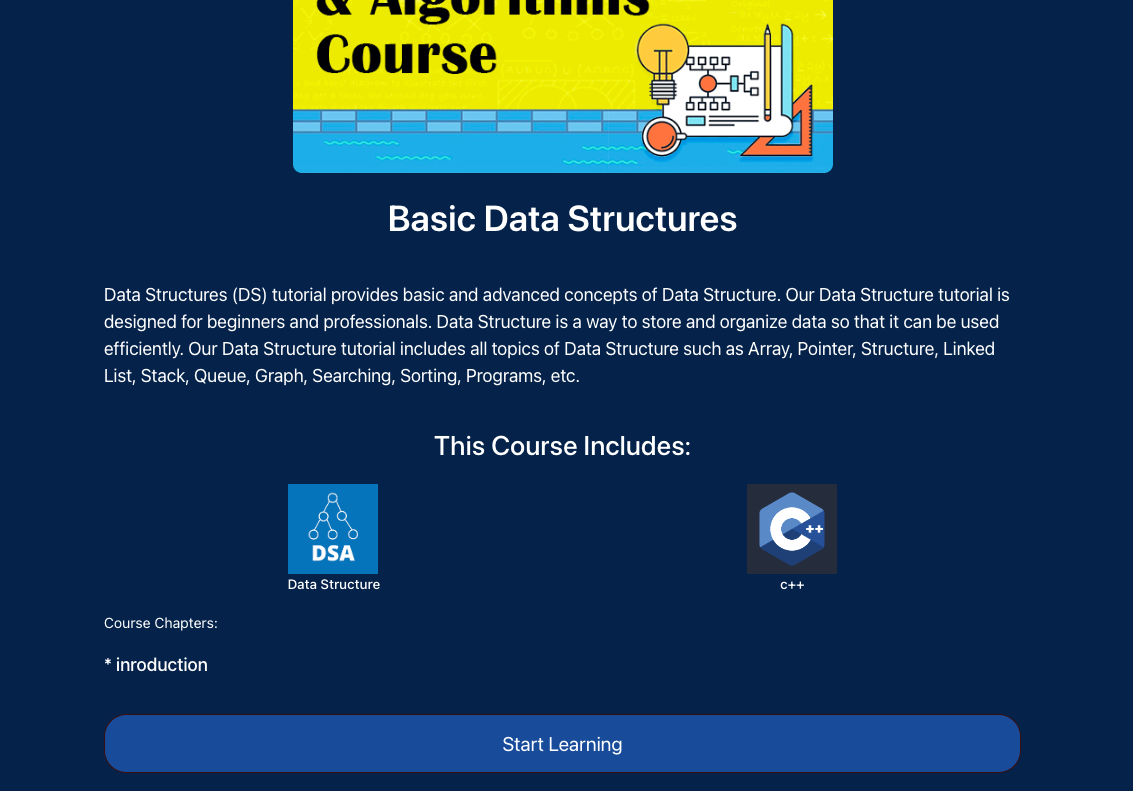 & Algorithms
Course
Basic Data Structures
Data Structures (DS) tutorial provides basic and advanced concepts of Data Structure. Our Data Structure tutorial is
designed for beginners and professionals. Data Structure is a way to store and organize data so that it can be used
efficiently. Our Data Structure tutorial includes all topics of Data Structure such as Array, Pointer, Structure, Linked
List, Stack, Queue, Graph, Searching, Sorting, Programs, etc.
This Course Includes:
DSA
C++
Data Structure
c++
Course Chapters:
* inroduction
Start Learning